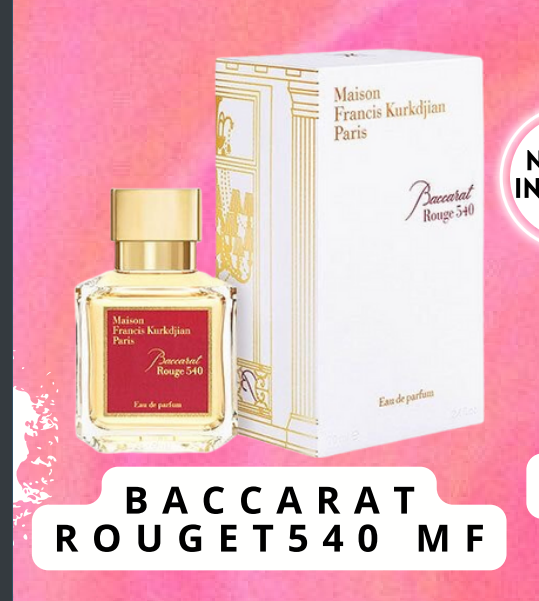 Maison
Francis Kurkdjian
Paris
Baccarat
Rouge 540
Eau de parfum
Maison
Francis Kurkdjian
Paris
Baccarat
Rouge 540
Eau de parfum
N
IN
BACCARAT
ROUGET540 MF